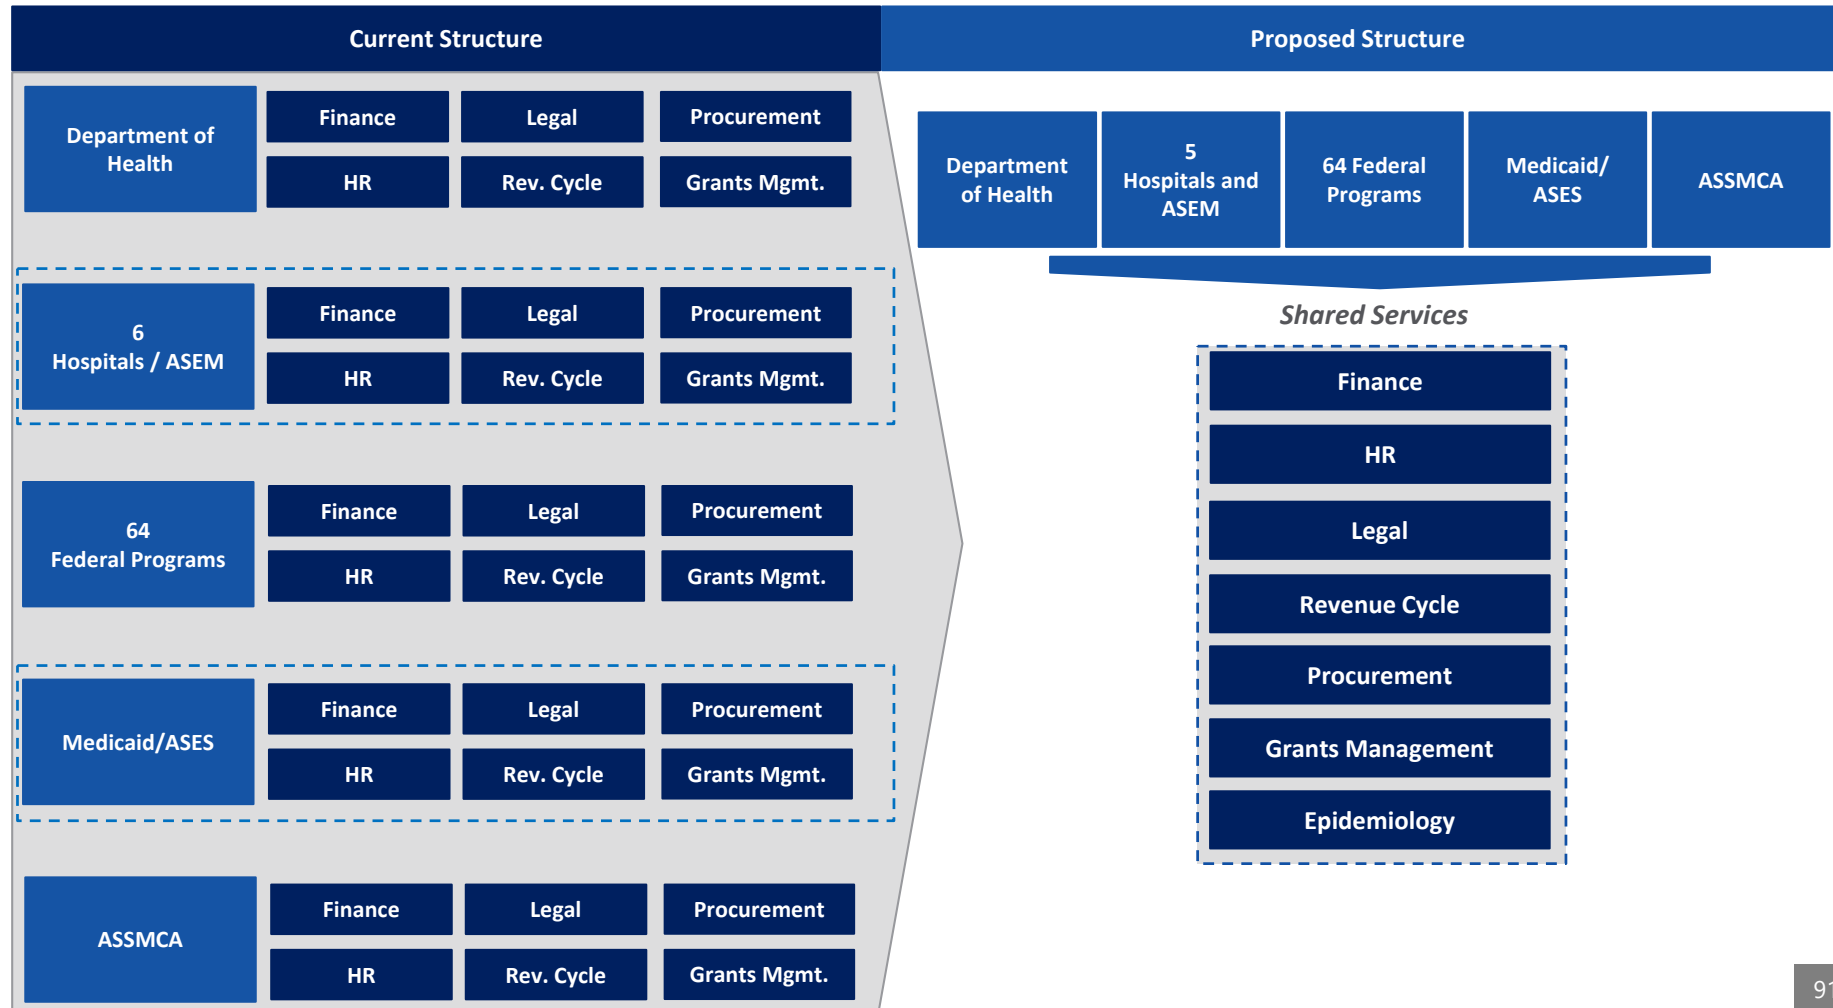 Current Structure
Proposed Structure
Department of
Health
Finance
Legal
Procurement
HR
Rev. Cycle
Grants Mgmt.
6
Hospitals / ASEM
Finance
Legal
Procurement
HR
Rev. Cycle
Grants Mgmt.
64
Federal Programs
Finance
Legal
Procurement
HR
Rev. Cycle
Grants Mgmt.
Medicaid/ASES
Finance
Legal
Procurement
HR
Rev. Cycle
Grants Mgmt.
ASSMCA
Finance
Legal
Procurement
HR
Rev. Cycle
Grants Mgmt.
Department
of Health
5
Hospitals and
ASEM
64 Federal
Programs
Medicaid/
ASES
ASSMCA
Shared Services
Finance
HR
Legal
Revenue Cycle
Procurement
Grants Management
Epidemiology
91